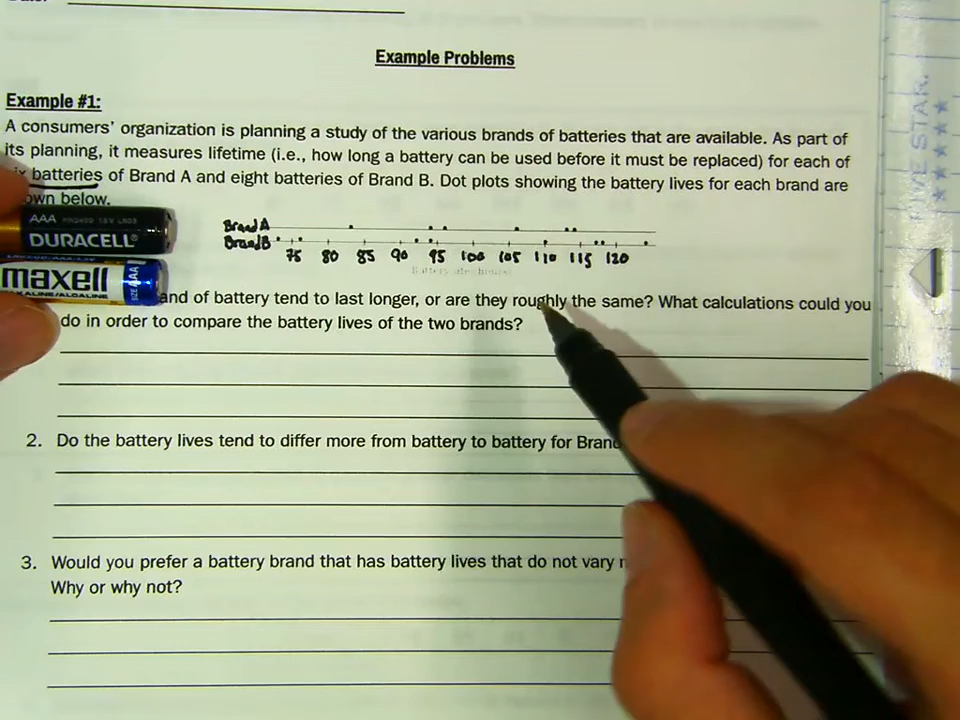 Example Problems
Example #1:
A consumers' organization is planning a study of the various brands of batteries that are available. As part of
its planning, it measures lifetime (i.e., how long a battery can be used before it must be replaced) for each of
batteries of Brand A and eight batteries of Brand B. Dot plots showing the battery lives for each brand are
own below.
AAA
DURACELL
maxell
Brand A
Brand B
75 80 85 90 95 100 105 110 115 120
and of battery tend to last longer, or are they roughly the same? What calculations could you
do in order to compare the battery lives of the two brands?
2. Do the battery lives tend to differ more from battery to battery for Brand
3. Would you prefer a battery brand that has battery lives that do not vary
Why or why not?
FIVE STAR.